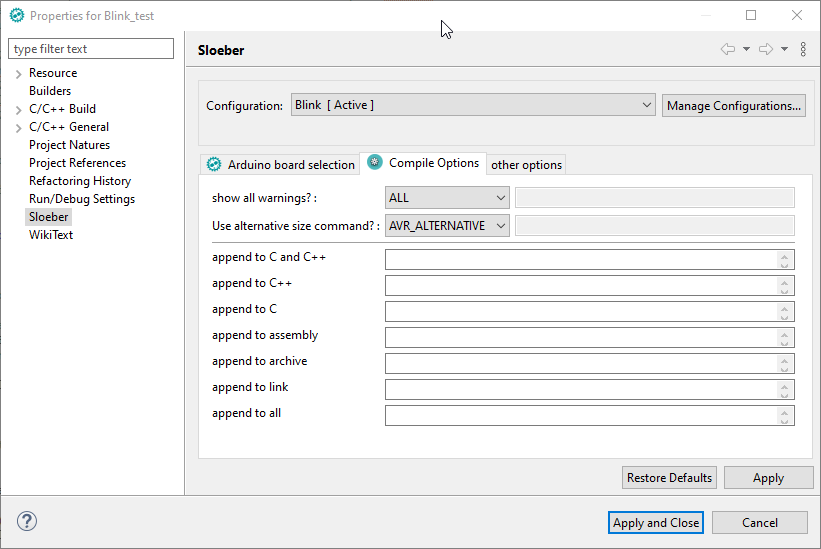 Properties for Blink_test
type filter text
Resource
Builders
C/C++ Build
C/C++ General
Project Natures
Project References
Refactoring History
Run/Debug Settings
Sloeber
WikiText
Sloeber
Configuration: Blink [ Active ] Manage Configurations...
Arduino board selection Compile Options other options
show all warnings? : ALL
Use alternative size command? : AVR_ALTERNATIVE
append to C and C++
append to C++
append to C
append to assembly
append to archive
append to link
append to all
Restore Defaults Apply
? Apply and Close Cancel